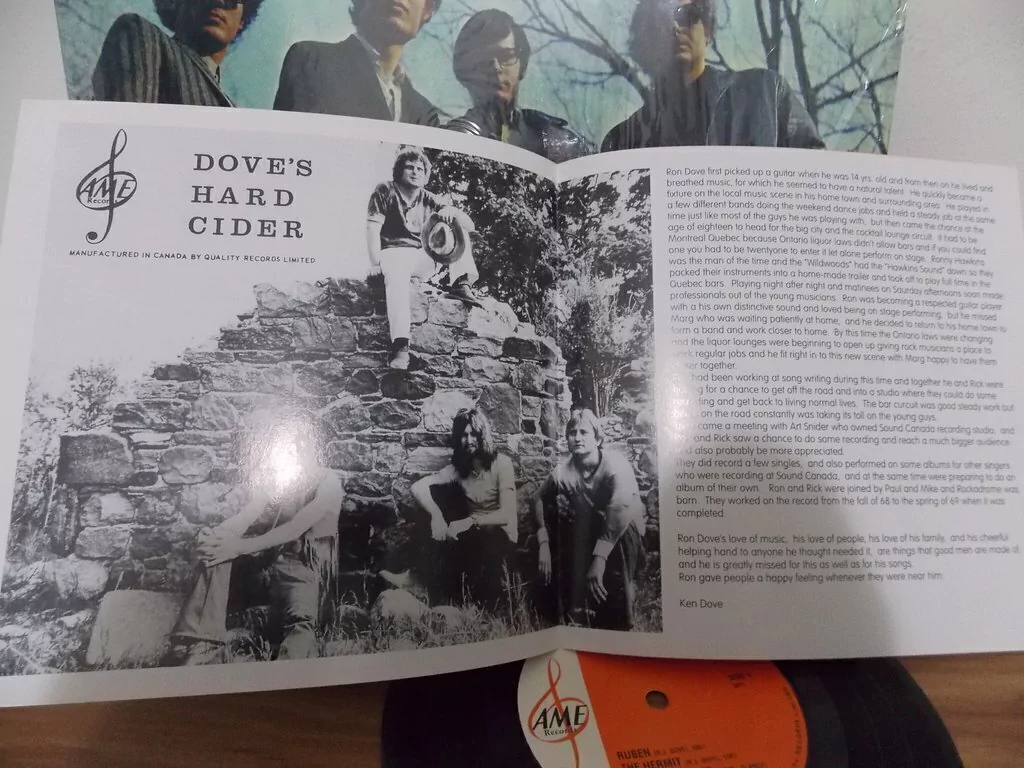 AME
Records
DOVE'S
HARD
CIDER
MANUFACTURED IN CANADA BY QUALITY RECORDS LIMITED
Ron Dove first picked up a guitar when he was 14 yrs. old and from then on he lived and
breathed music, for which he seemed to have a natural talent. He quickly became a
fixture on the local music scene in his home town and surrounding area. He played in
a few different bands doing the weekend dance jobs and held a steady job at the same
time just like most of the guys he was playing with, but then came the chance at the
age of eighteen to head for the big city and the cocktail lounge circuit. It had to be
Montreal Quebec because Ontario liquor laws didn't allow bars and if you could find
one you had to be twentyone to enter it let alone perform on stage. Ronny Hawkins
was the man of the time and the "Wildwoods" had the "Hawkins Sound" down so they
packed their instruments into a home-made trailer and took off to play full time in the
Quebec bars. Playing night after night and matinees on Saturday afternoons soon made
professionals out of the young musicians. Ron was becoming a respected guitar player
with a his own distinctive sound and loved being on stage performing, but he missed
Marg who was waiting patiently at home, and he decided to return to his home town to
form a band and work closer to home. By this time the Ontario laws were changing
and the liquor lounges were beginning to open up giving rock musicians a place to
work regular jobs and he fit right in to this new scene with Marg happy to have them
together.
had been working at song writing during this time and together he and Rick were
for a chance to get off the road and into a studio where they could do some
and get back to living normal lives. The bar curcuit was good steady work but
on the road constantly was taking its toll on the young guys.
came a meeting with Art Snider who owned Sound Canada recording studio, and
and Rick saw a chance to do some recording and reach a much bigger audience
also probably be more appreciated.
They did record a few singles, and also performed on some albums for other singers
who were recording at Sound Canada, and at the same time were preparing to do an
album of their own. Ron and Rick were joined by Paul and Mike and Rockadrome was
born. They worked on the record from the fall of 68 to the spring of 69 when it was
completed.
Ron Dove's love of music, his love of people, his love of his family, and his cheerful
helping hand to anyone he thought needed it, are things that good men are made of
and he is greatly missed for this as well as for his songs.
Ron gave people a happy feeling whenever they were near him.
Ken Dove
AME
Records
RUBEN
THE HERMIT